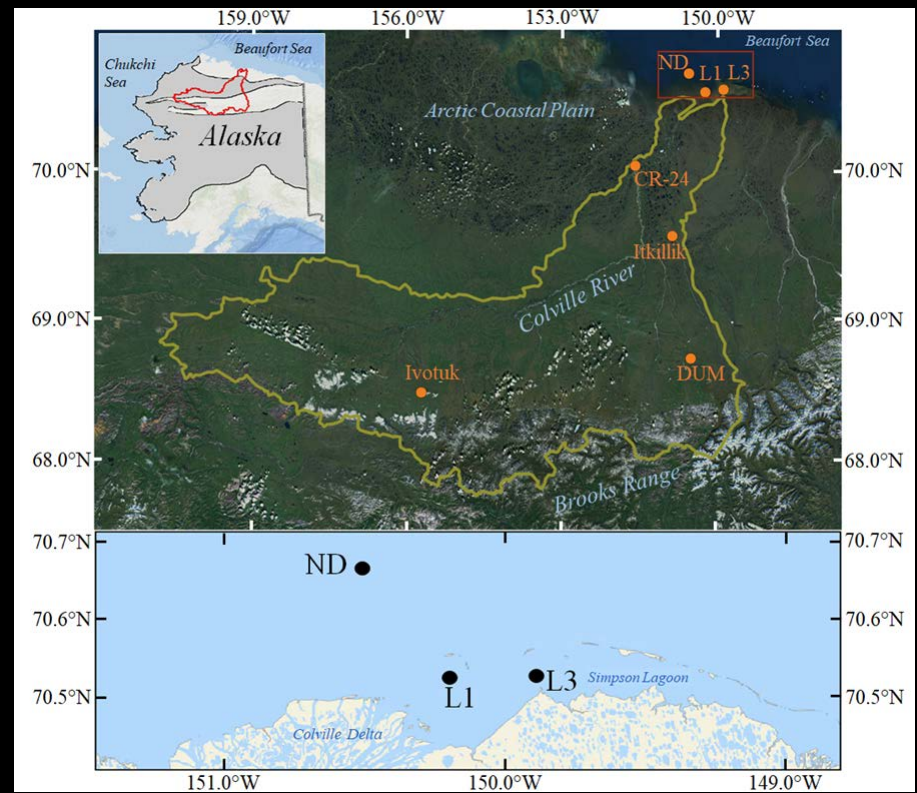 159.0°W 156.0°W 153.0°W 150.0°W
Beaufort Sea
Chukchi
Sea
Alaska
Beaufort Sea
ND
L1 L3
Arctic Coastal Plain
70.0°N 70.0°N
CR-24
Itkillik
Colville River
69.0°N 69.0°N
Ivotuk
DUM
68.0°N 68.0°N
Brooks Range
70.7°N 70.7°N
ND
70.6°N 70.6°N
L1
L3 Simpson Lagoon
70.5°N 70.5°N
Colville Delta
151.0°W 150.0°W 149.0°W